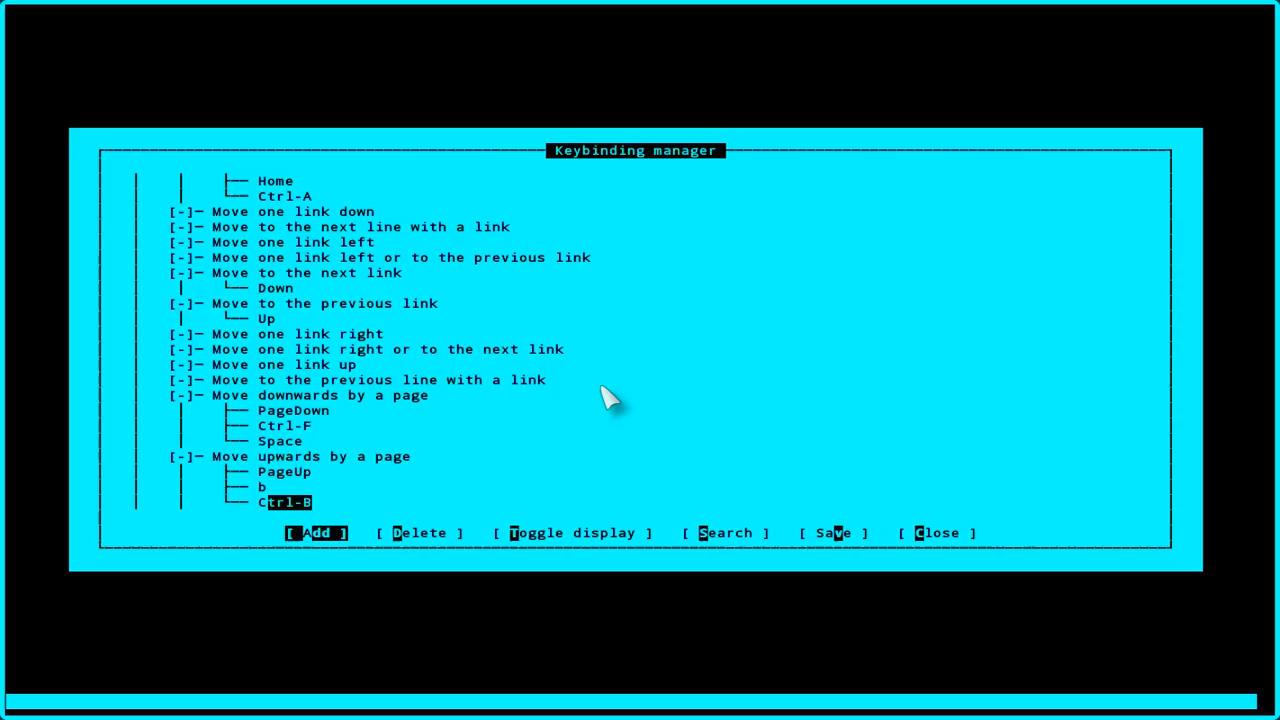 Keybinding manager
Home
Ctrl-A
[-]─ Move one link down
[-]─ Move to the next line with a link
[-]─ Move one link left
[-]─ Move one link left or to the previous link
[-]─ Move to the next link
Down
[-]─ Move to the previous link
Up
[-]─ Move one link right
[-]─ Move one link right or to the next link
[-]─ Move one link up
[-]─ Move to the previous line with a link
[-]─ Move downwards by a page
PageDown
Ctrl-F
Space
[-]─ Move upwards by a page
PageUp
b
Ctrl-B
[ Add ] [ Delete ] [ Toggle display ] [ Search ] [ Save ] [ Close ]